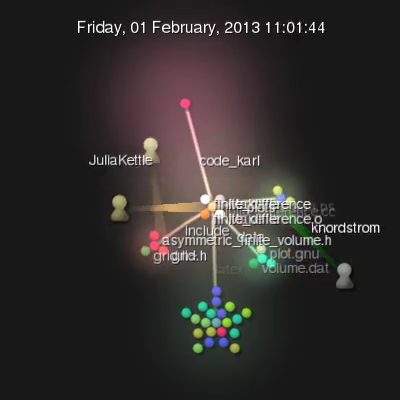 Friday, 01 February, 2013 11:01:44
JuliaKettle
code_karl
finite_difference
finite_difference.o
knordstrom
include
data
asymmetric_finite_volume.h
plot.gnu
grid.h
volume.dat